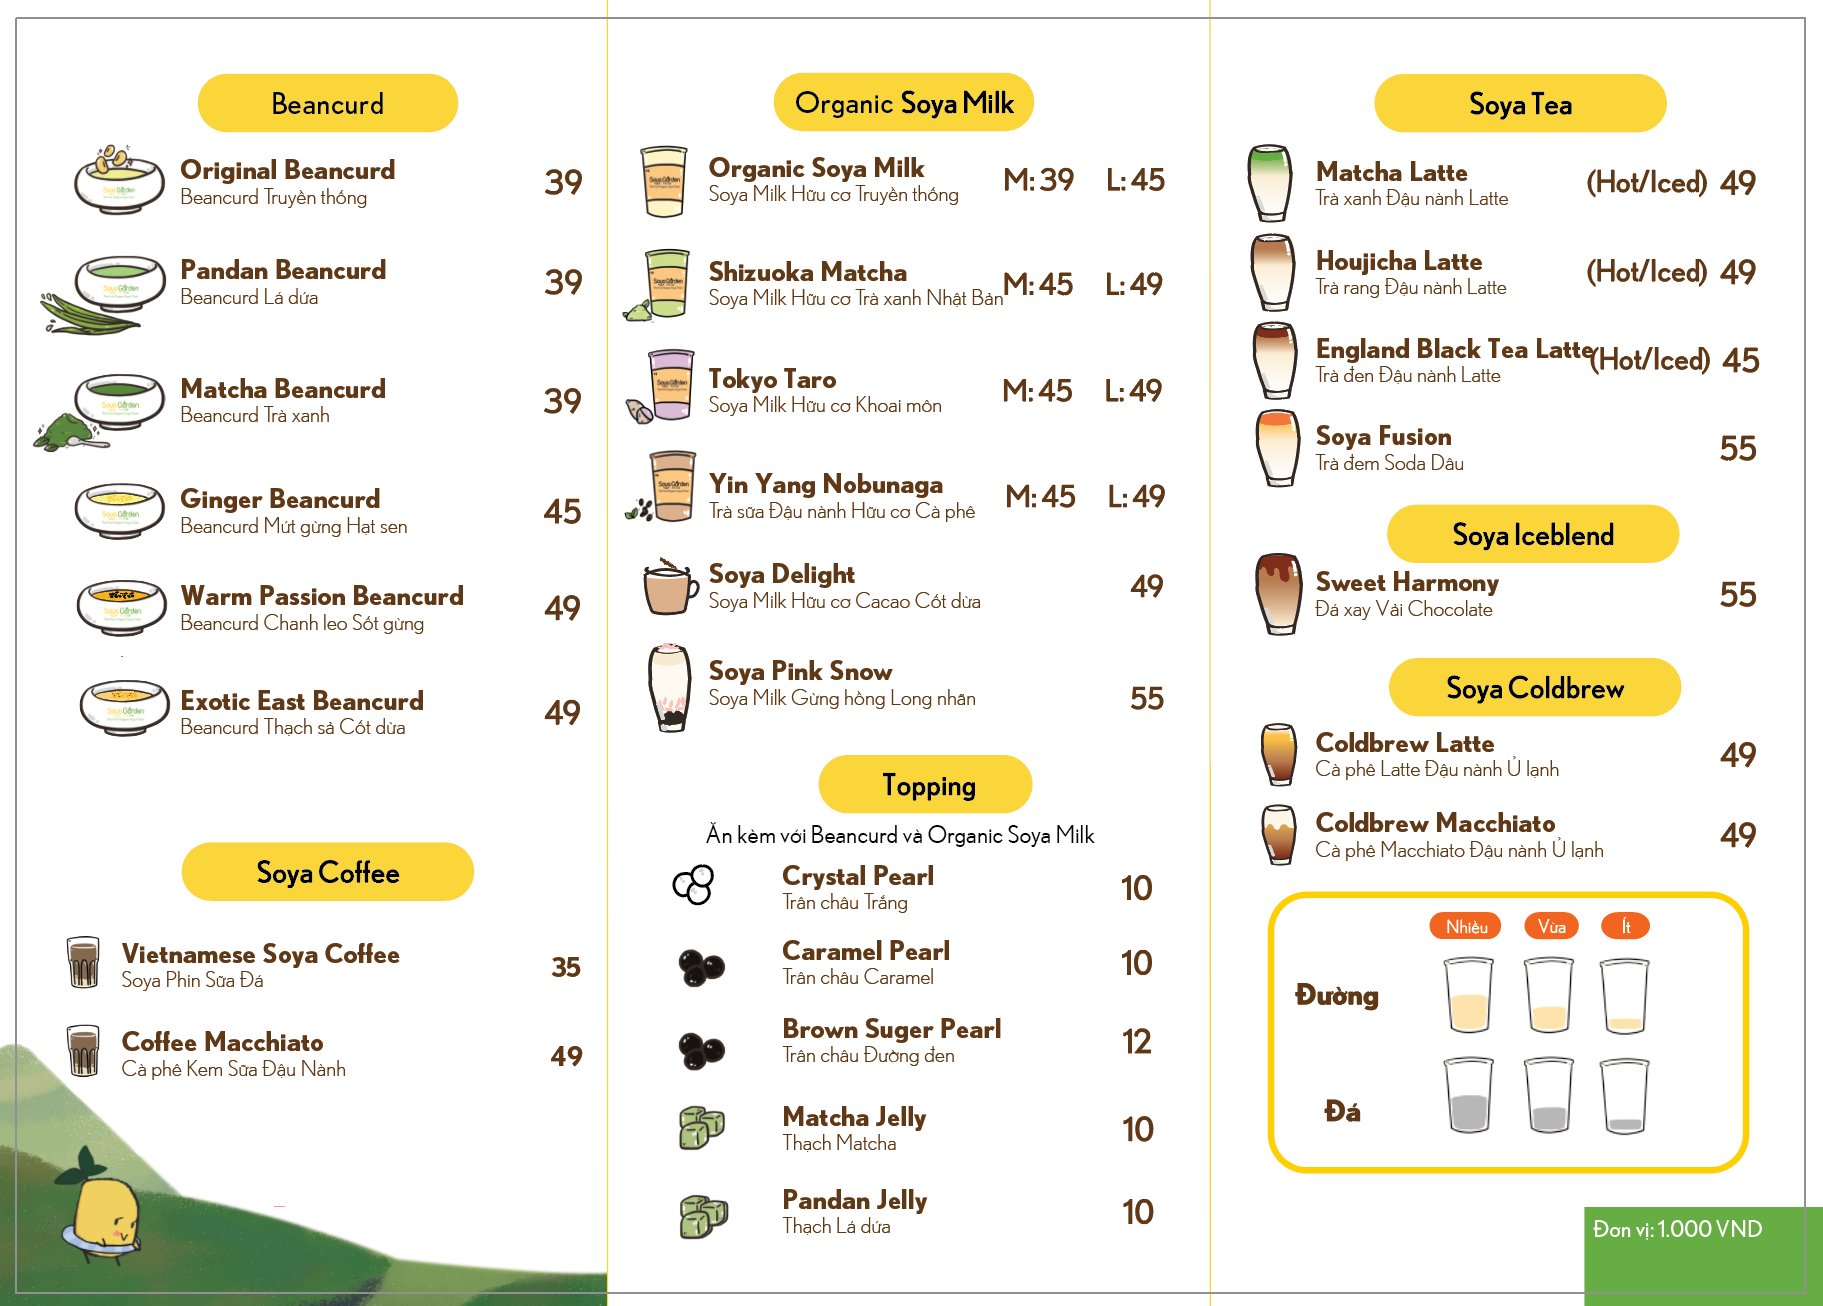 Beancurd
Original Beancurd
Beancurd Truyền thống
39
Pandan Beancurd
Beancurd Lá dứa
39
Matcha Beancurd
Beancurd Trà xanh
39
Ginger Beancurd
Beancurd Mứt gừng Hạt sen
45
Warm Passion Beancurd
Beancurd Chanh leo Sốt gừng
49
Exotic East Beancurd
Beancurd Thạch sả Cốt dừa
49
Soya Coffee
Vietnamese Soya Coffee
Soya Phin Sữa Đá
35
Coffee Macchiato
Cà phê Kem Sữa Đậu Nành
49
Organic Soya Milk
Organic Soya Milk
Soya Milk Hữu cơ Truyền thống
M: 39 L: 45
Shizuoka Matcha
Soya Milk Hữu cơ Trà xanh Nhật Bản
M: 45 L: 49
Tokyo Taro
Soya Milk Hữu cơ Khoai môn
M: 45 L: 49
Yin Yang Nobunaga
Trà sữa Đậu nành Hữu cơ Cà phê
M: 45 L: 49
Soya Delight
Soya Milk Hữu cơ Cacao Cốt dừa
49
Soya Pink Snow
Soya Milk Gừng hồng Long nhãn
55
Topping
Ăn kèm với Beancurd và Organic Soya Milk
Crystal Pearl
Trân châu Trắng
10
Caramel Pearl
Trân châu Caramel
10
Brown Suger Pearl
Trân châu Đường đen
12
Matcha Jelly
Thạch Matcha
10
Pandan Jelly
Thạch Lá dứa
10
Soya Tea
Matcha Latte
Trà xanh Đậu nành Latte
(Hot/Iced) 49
Houjicha Latte
Trà rang Đậu nành Latte
(Hot/Iced) 49
England Black Tea Latte
Trà đen Đậu nành Latte
(Hot/Iced) 45
Soya Fusion
Trà đem Soda Dâu
55
Soya Iceblend
Sweet Harmony
Đá xay Vải Chocolate
55
Soya Coldbrew
Coldbrew Latte
Cà phê Latte Đậu nành Ủ lạnh
49
Coldbrew Macchiato
Cà phê Macchiato Đậu nành Ủ lạnh
49
Nhiều Vừa Ít
Đường
Đá
Đơn vị: 1.000 VND